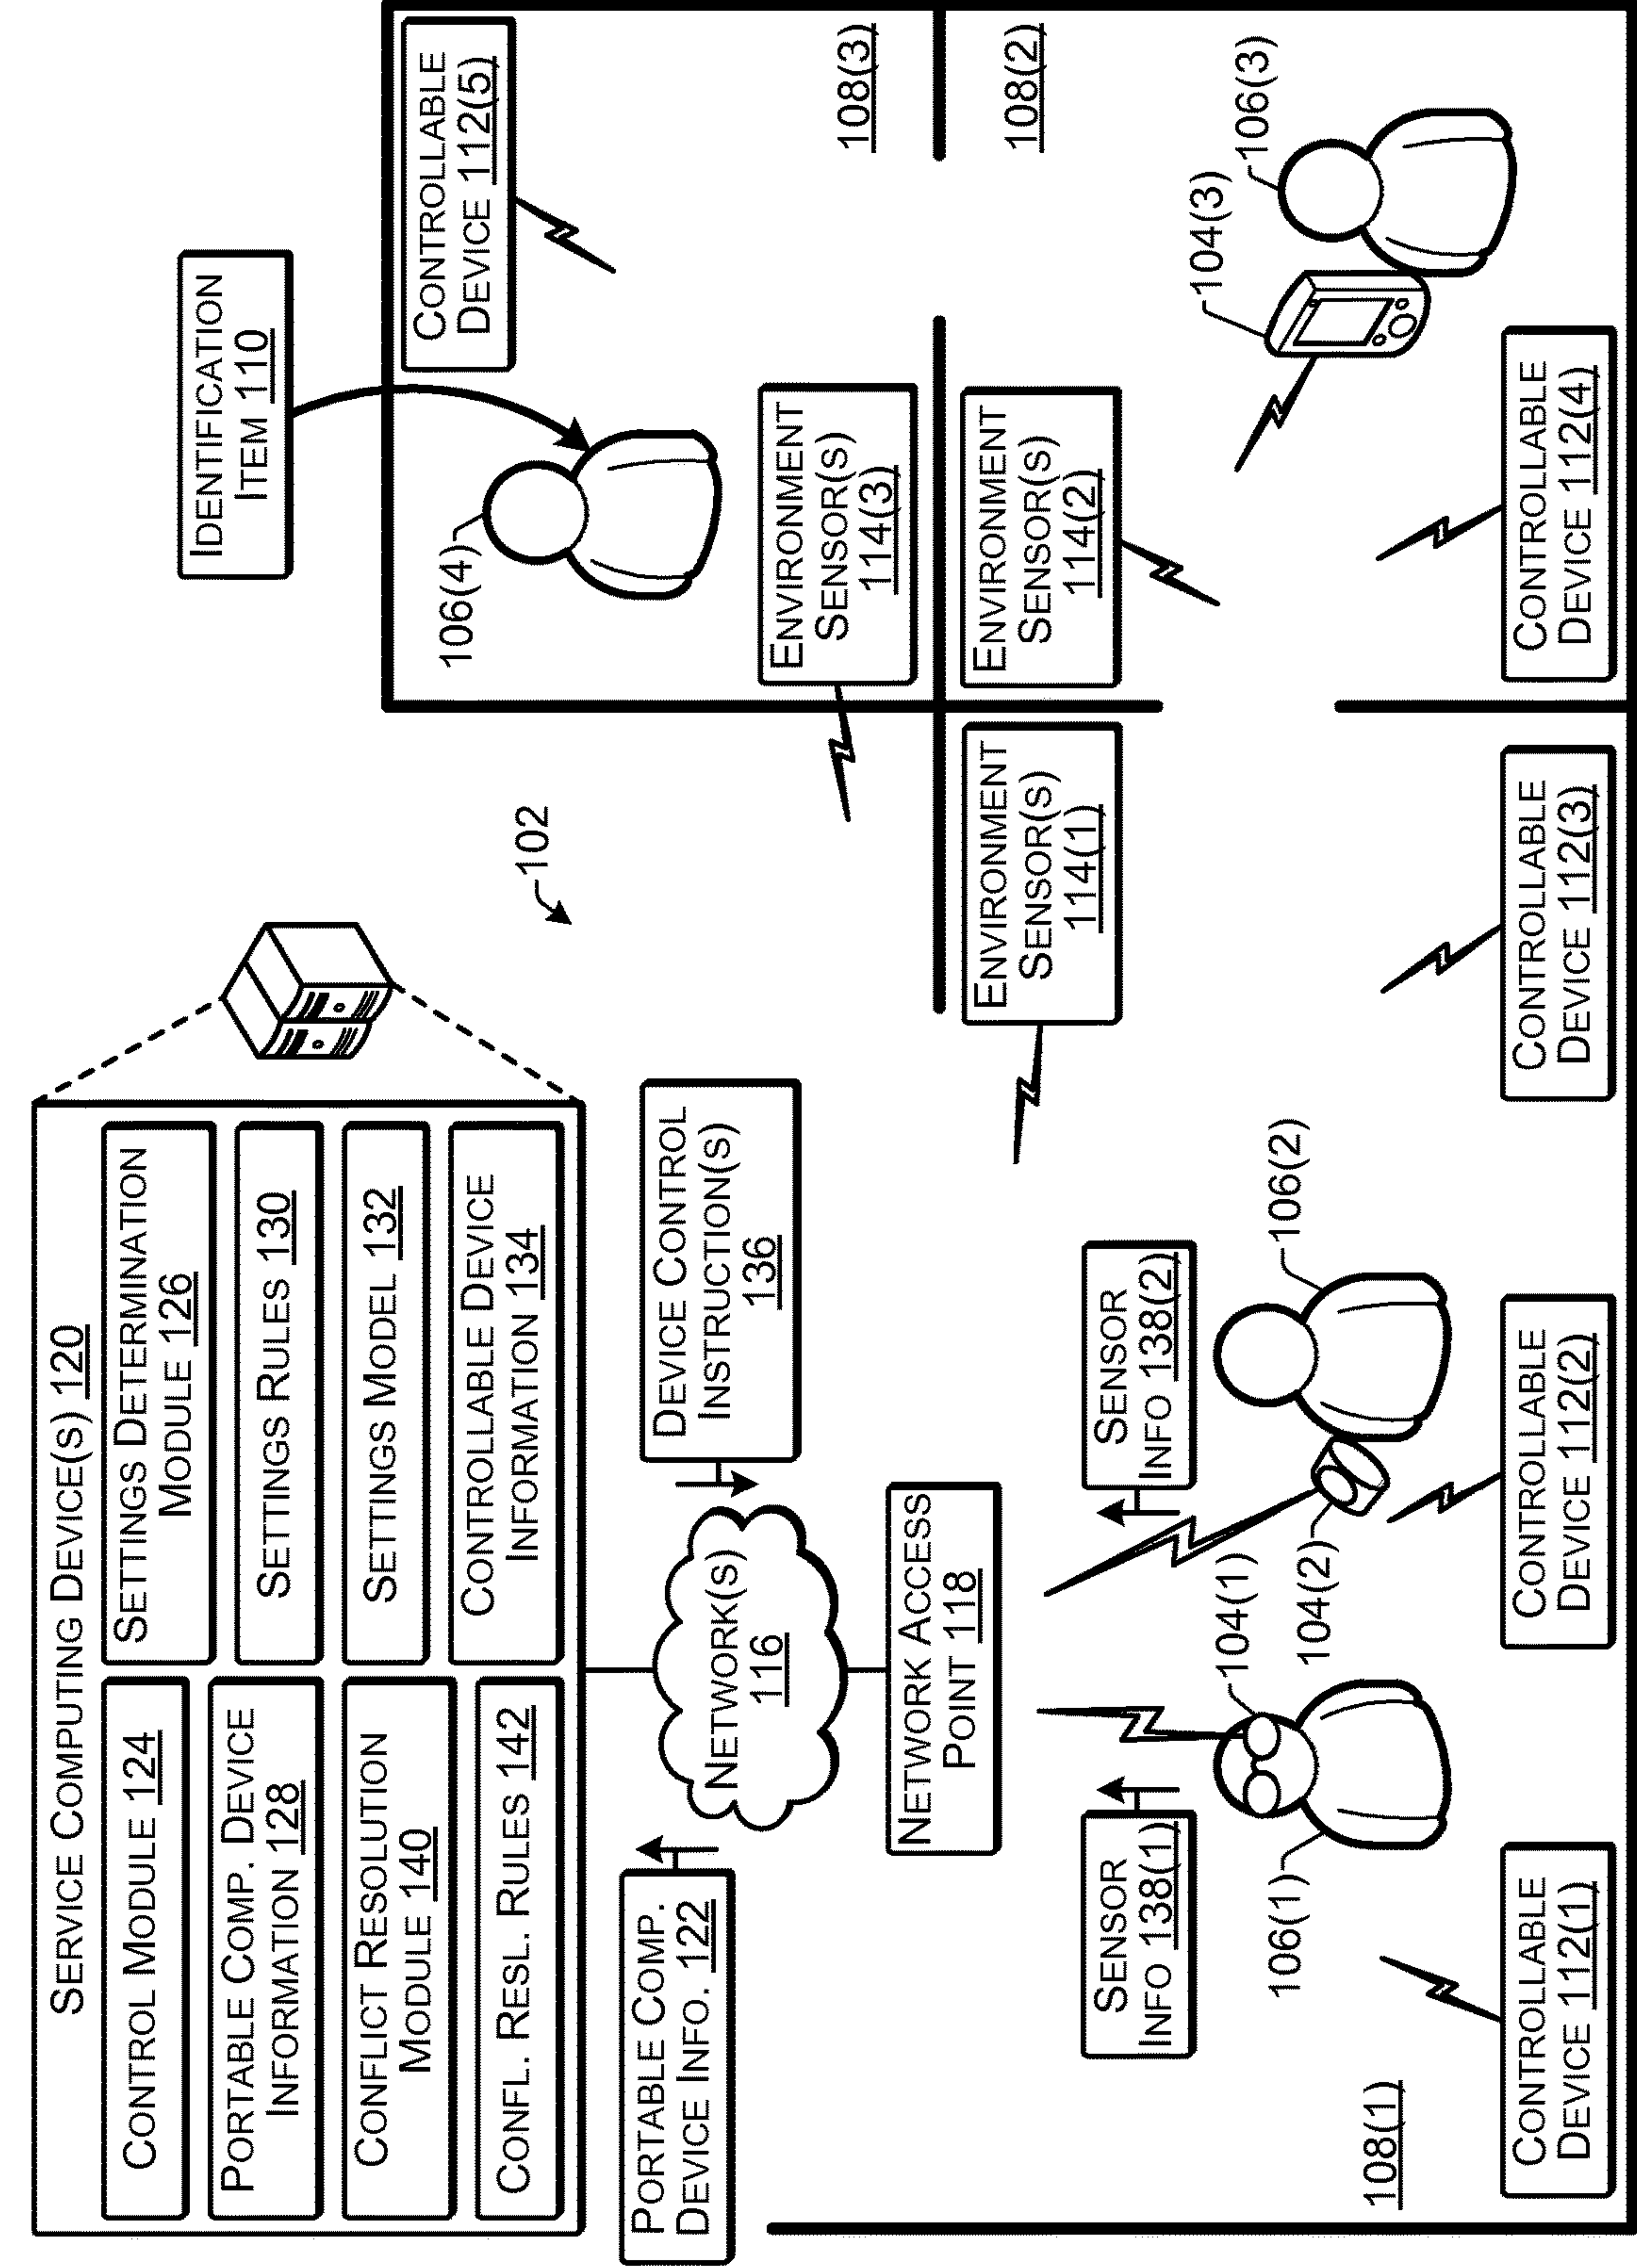 SERVICE COMPUTING DEVICE(S) 120
CONTROL MODULE 124
PORTABLE COMP. DEVICE
INFORMATION 128
CONFLICT RESOLUTION
MODULE 140
CONFL. RESL. RULES 142
SETTINGS DETERMINATION
MODULE 126
SETTINGS RULES 130
SETTINGS MODEL 132
CONTROLLABLE DEVICE
INFORMATION 134
IDENTIFICATION
ITEM 110
102
PORTABLE COMP.
DEVICE INFO. 122
NETWORK(S)
116
DEVICE CONTROL
INSTRUCTION(S)
136
NETWORK ACCESS
POINT 118
106(4)
CONTROLLABLE
DEVICE 112(5)
ENVIRONMENT
SENSOR(S)
114(3)
108(3)
ENVIRONMENT
SENSOR(S)
114(1)
ENVIRONMENT
SENSOR(S)
114(2)
108(2)
SENSOR
INFO 138(1)
SENSOR
INFO 138(2)
104(1)
106(1)
104(2)
106(2)
104(3)
106(3)
108(1)
CONTROLLABLE
DEVICE 112(1)
CONTROLLABLE
DEVICE 112(2)
CONTROLLABLE
DEVICE 112(3)
CONTROLLABLE
DEVICE 112(4)